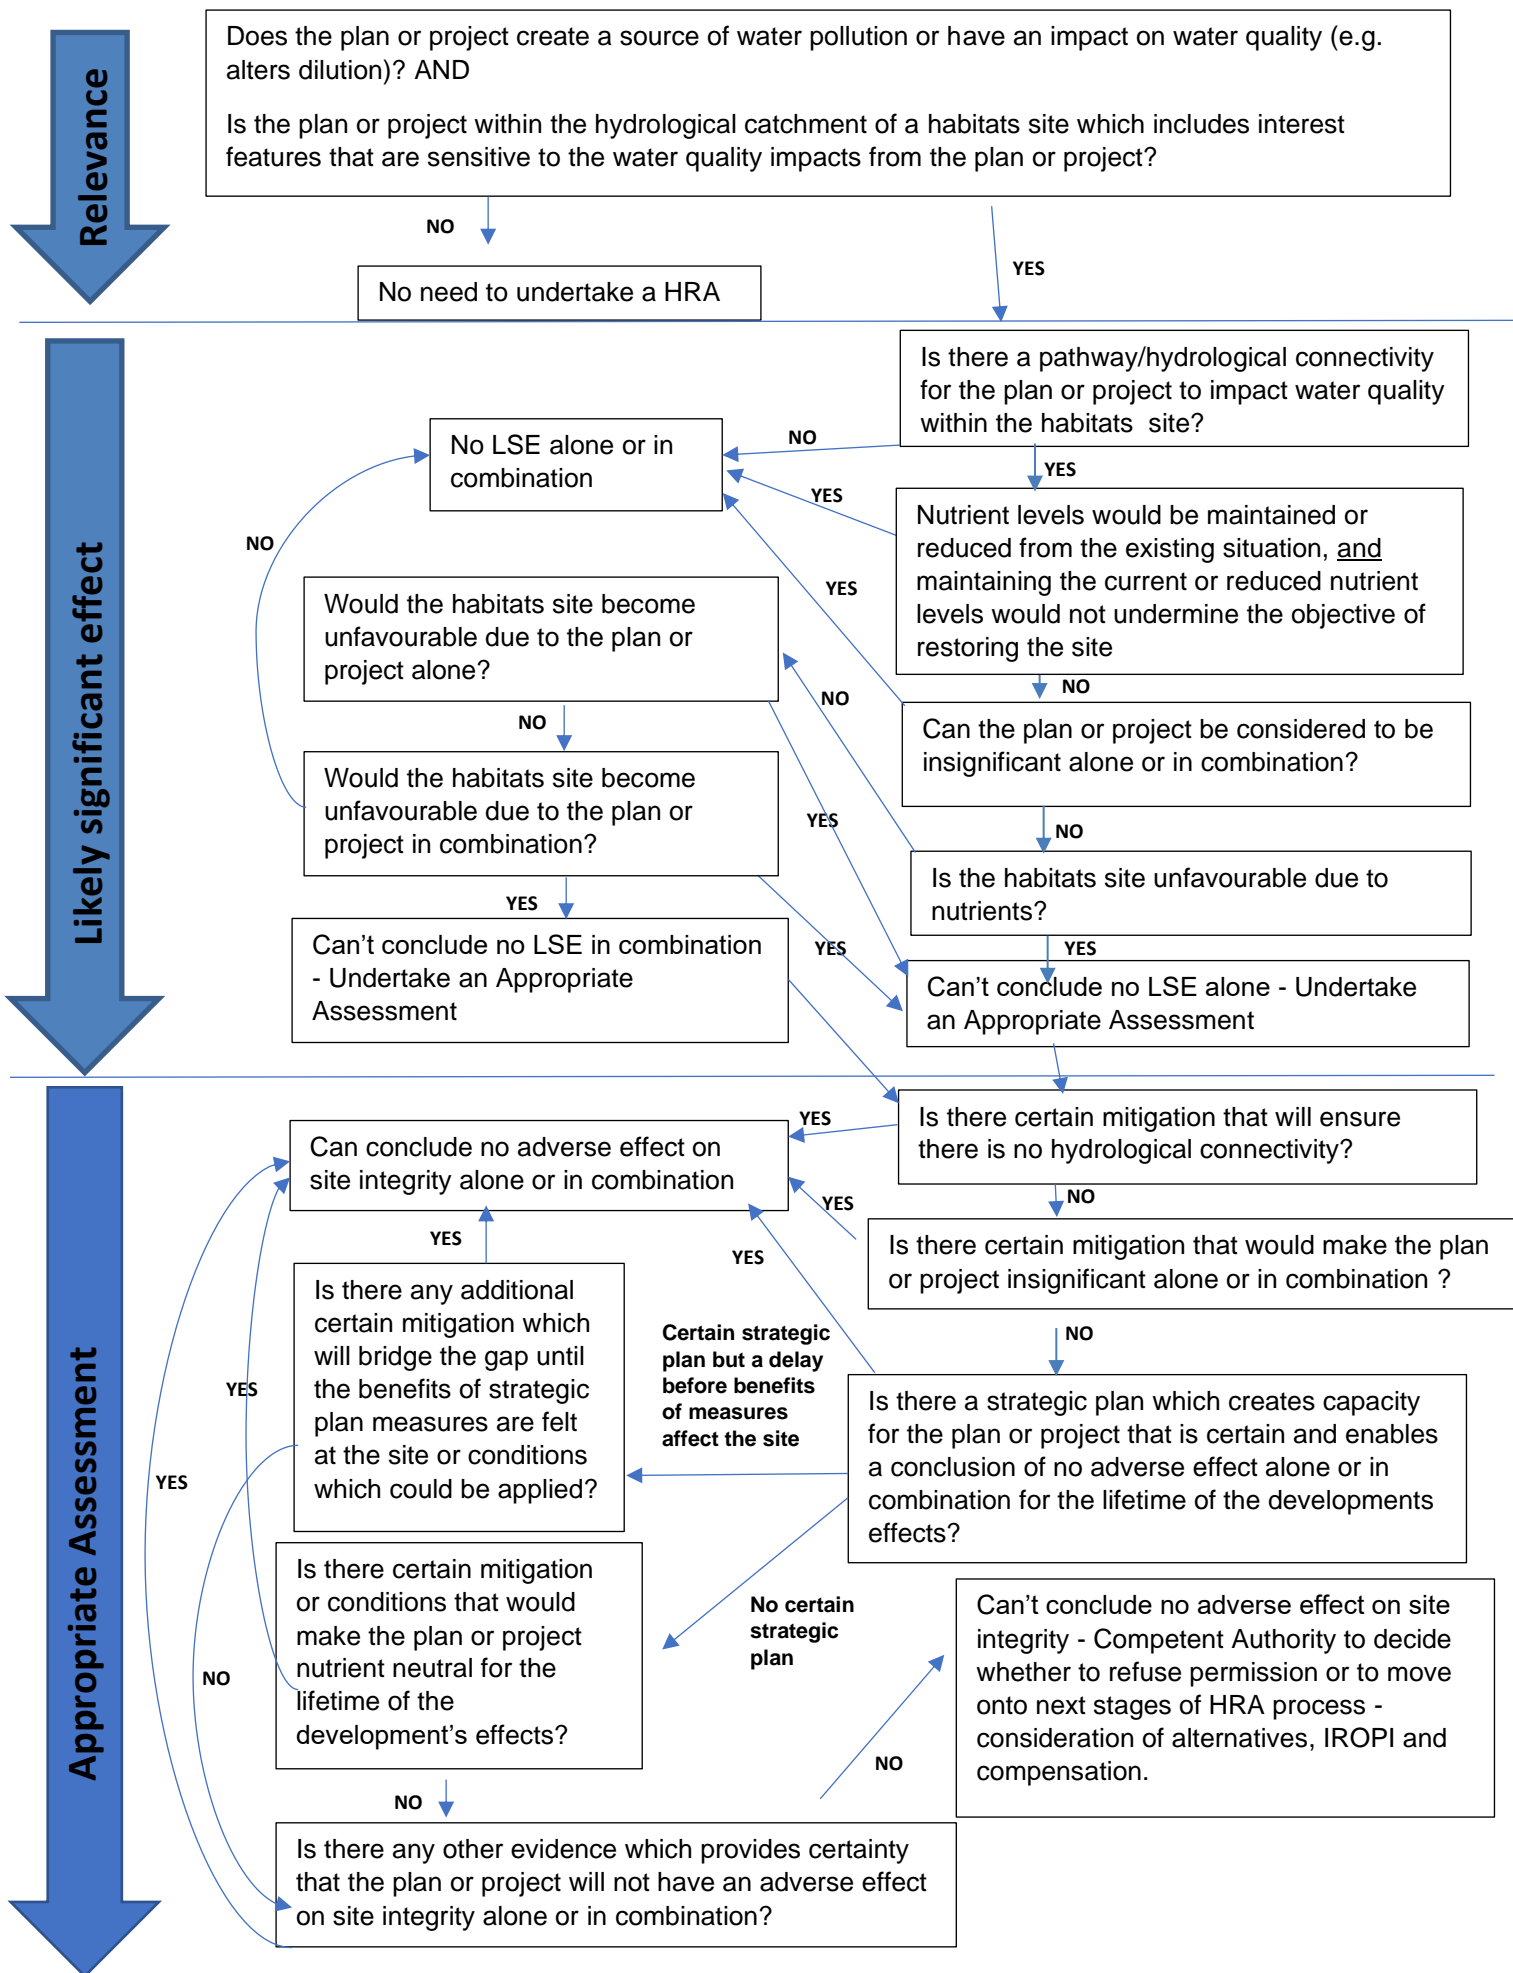 Relevance
Does the plan or project create a source of water pollution or have an impact on water quality (e.g.
alters dilution)? AND
Is the plan or project within the hydrological catchment of a habitats site which includes interest
features that are sensitive to the water quality impacts from the plan or project?
NO
YES
No need to undertake a HRA
Likely significant effect
Is there a pathway/hydrological connectivity
for the plan or project to impact water quality
within the habitats  site?
NO
YES
No LSE alone or in
combination
YES
Nutrient levels would be maintained or
reduced from the existing situation, and
maintaining the current or reduced nutrient
levels would not undermine the objective of
restoring the site
NO
YES
NO
Would the habitats site become
unfavourable due to the plan or
project alone?
NO
NO
Can the plan or project be considered to be
insignificant alone or in combination?
NO
YES
Would the habitats site become
unfavourable due to the plan or
project in combination?
NO
Is the habitats site unfavourable due to
nutrients?
YES
YES
YES
Can’t conclude no LSE in combination
- Undertake an Appropriate
Assessment
Can’t conclude no LSE alone - Undertake
an Appropriate Assessment
Appropriate Assessment
Is there certain mitigation that will ensure
there is no hydrological connectivity?
YES
NO
Can conclude no adverse effect on
site integrity alone or in combination
YES
Is there certain mitigation that would make the plan
or project insignificant alone or in combination ?
NO
YES
YES
Is there any additional
certain mitigation which
will bridge the gap until
the benefits of strategic
plan measures are felt
at the site or conditions
which could be applied?
Certain strategic
plan but a delay
before benefits
of measures
affect the site
Is there a strategic plan which creates capacity
for the plan or project that is certain and enables
a conclusion of no adverse effect alone or in
combination for the lifetime of the developments
effects?
YES
YES
NO
Is there certain mitigation
or conditions that would
make the plan or project
nutrient neutral for the
lifetime of the
development’s effects?
No certain
strategic
plan
Can’t conclude no adverse effect on site
integrity - Competent Authority to decide
whether to refuse permission or to move
onto next stages of HRA process -
consideration of alternatives, IROPI and
compensation.
NO
NO
Is there any other evidence which provides certainty
that the plan or project will not have an adverse effect
on site integrity alone or in combination?